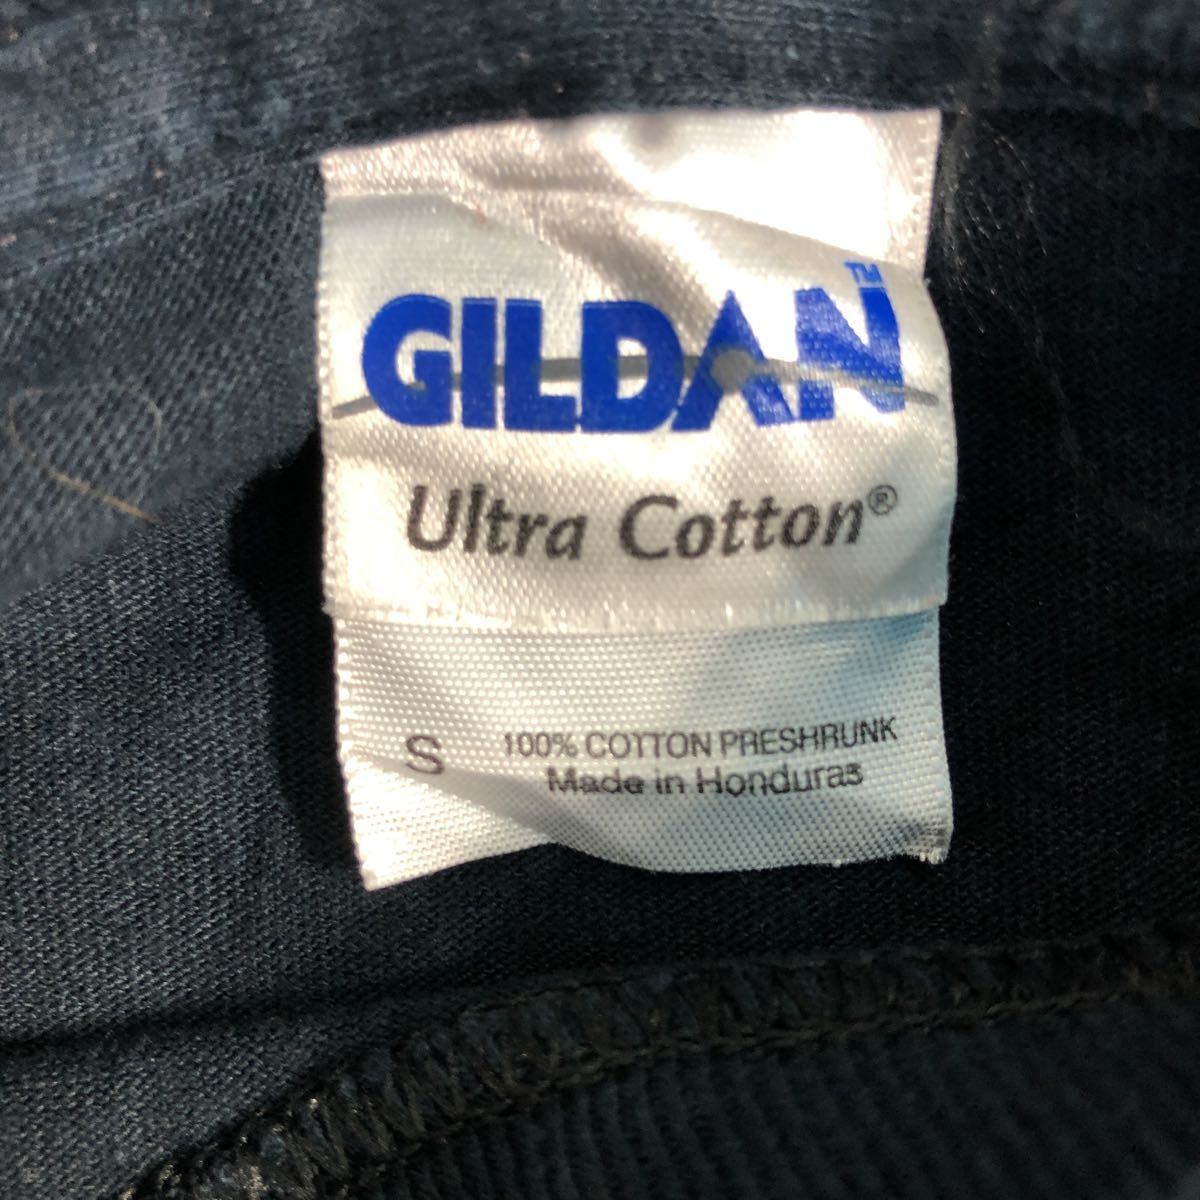 GILDAN™
Ultra Cotton®
S 100% COTTON PRESHRUNK
Made in Honduras